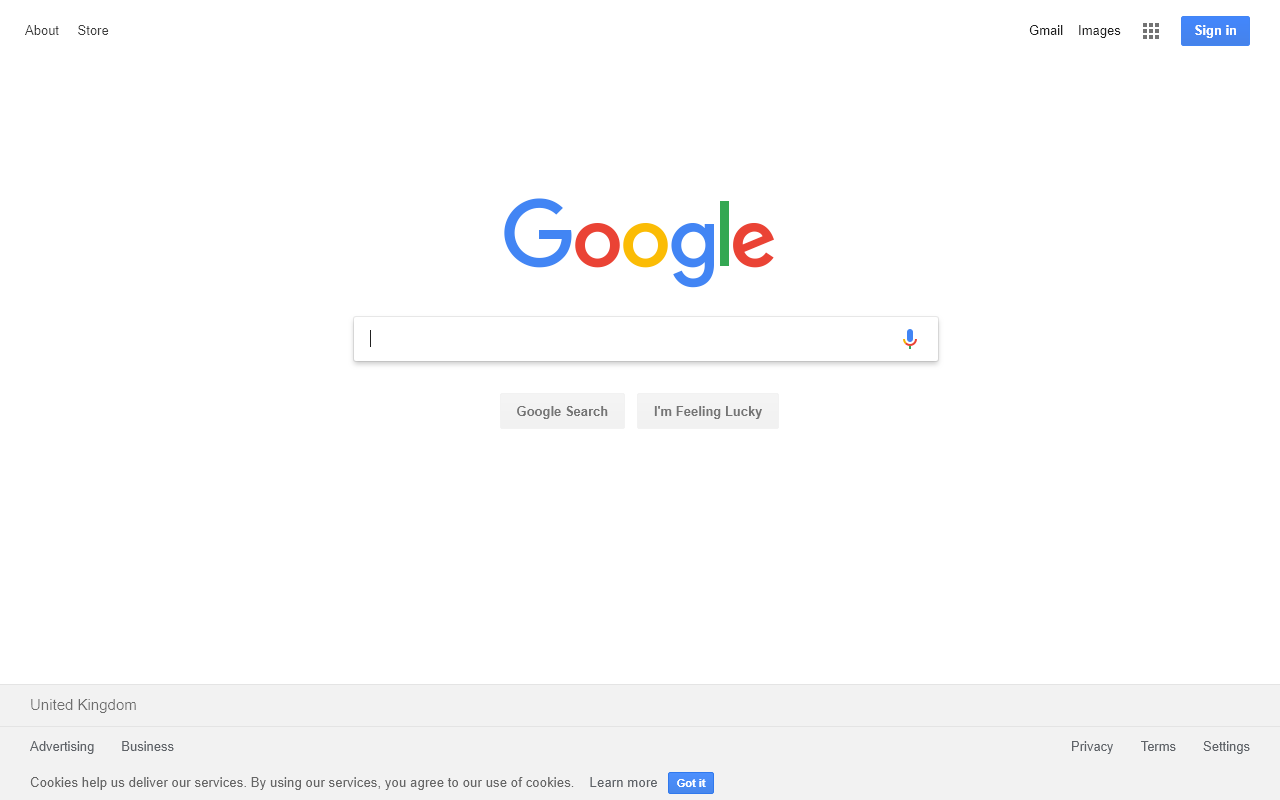 About Store Gmail Images Sign in
Google
Google Search I'm Feeling Lucky
United Kingdom
Advertising Business Privacy Terms Settings
Cookies help us deliver our services. By using our services, you agree to our use of cookies. Learn more Got it